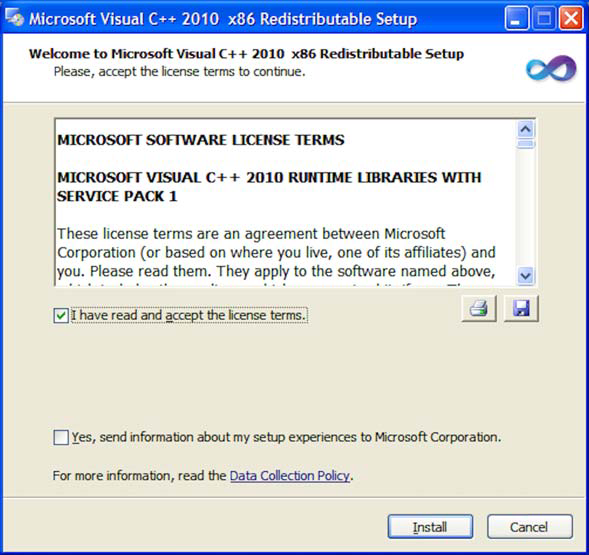 Microsoft Visual C++ 2010 x86 Redistributable Setup
Welcome to Microsoft Visual C++ 2010 x86 Redistributable Setup
Please, accept the license terms to continue.
MICROSOFT SOFTWARE LICENSE TERMS
MICROSOFT VISUAL C++ 2010 RUNTIME LIBRARIES WITH
SERVICE PACK 1
These license terms are an agreement between Microsoft
Corporation (or based on where you live, one of its affiliates) and
you. Please read them. They apply to the software named above,
I have read and accept the license terms.
Yes, send information about my setup experiences to Microsoft Corporation.
For more information, read the Data Collection Policy.
Install
Cancel